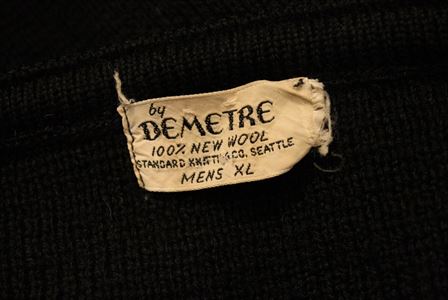 by
DEMETRE
100% NEW WOOL
STANDARD KNITTING CO. SEATTLE
MENS XL